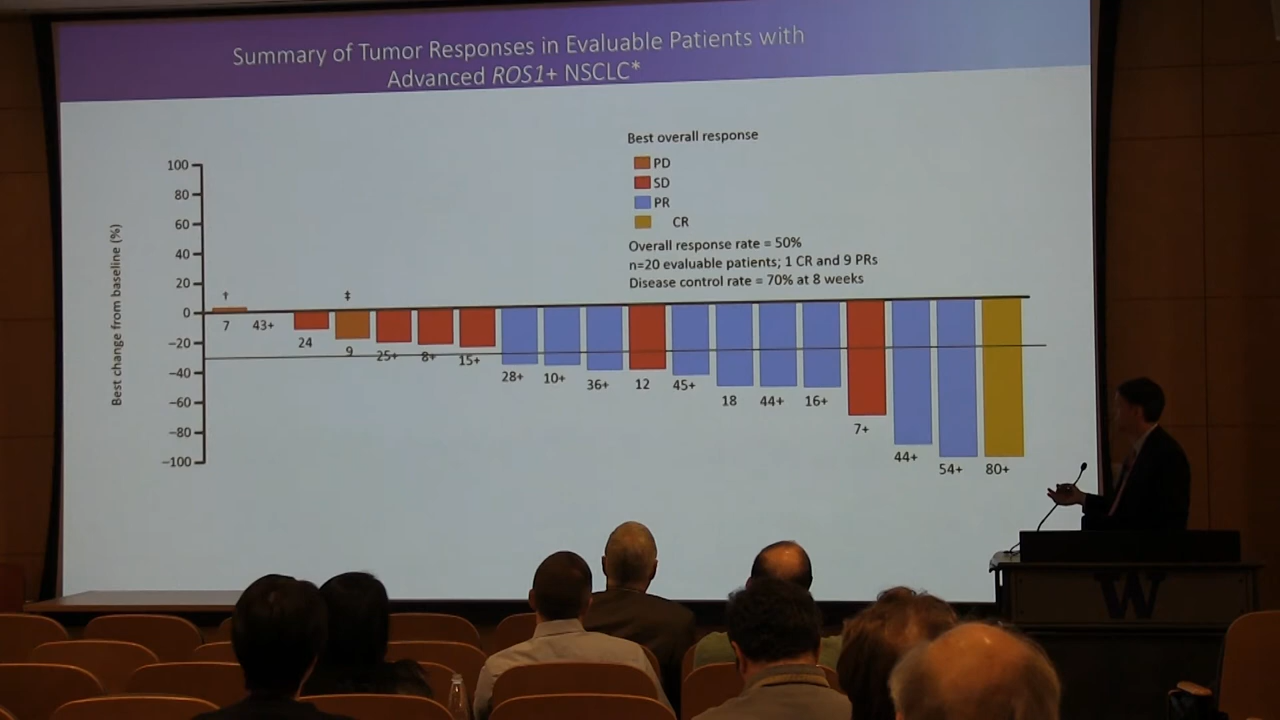 Summary of Tumor Responses in Evaluable Patients with
Advanced ROS1+ NSCLC*
Best overall response
PD
SD
PR
CR
Overall response rate = 50%
n=20 evaluable patients; 1 CR and 9 PRs
Disease control rate = 70% at 8 weeks
Best change from baseline (%)
100
80
60
40
20
0
−20
−40
−60
−80
−100
† ‡
7 43+ 24 9 25+ 8+ 15+ 28+ 10+ 36+ 12 45+ 18 44+ 16+ 7+ 44+ 54+ 80+
W